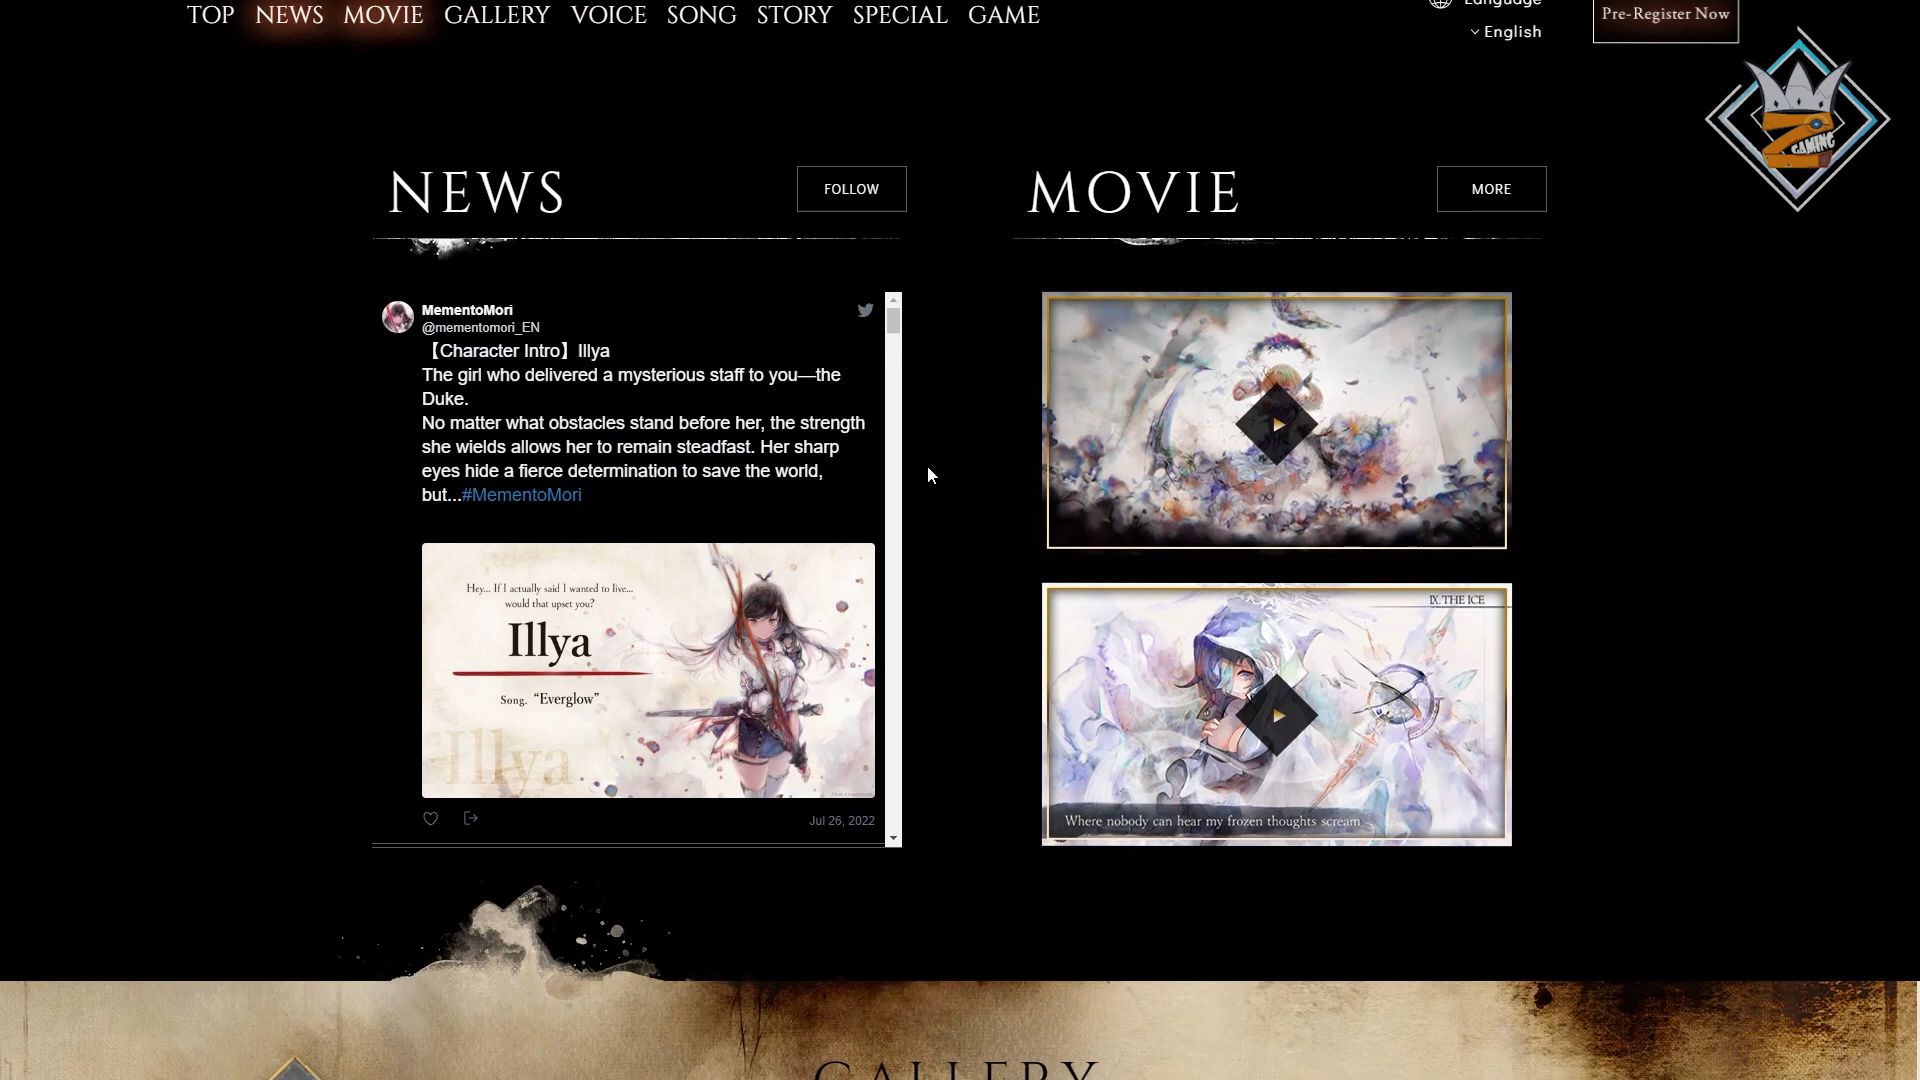 TOP NEWS MOVIE GALLERY VOICE SONG STORY SPECIAL GAME
Language
English
Pre-Register Now
GAMING
NEWS
FOLLOW
MOVIE
MORE
MementoMori
@mementomori_EN
【Character Intro】Illya
The girl who delivered a mysterious staff to you—the
Duke.
No matter what obstacles stand before her, the strength
she wields allows her to remain steadfast. Her sharp
eyes hide a fierce determination to save the world,
but...#MementoMori
Hey... If I actually said I wanted to live...
would that upset you?
Illya
Song. “Everglow”
Illya
Jul 26, 2022
IX. THE ICE
Where nobody can hear my frozen thoughts scream
GALLERY